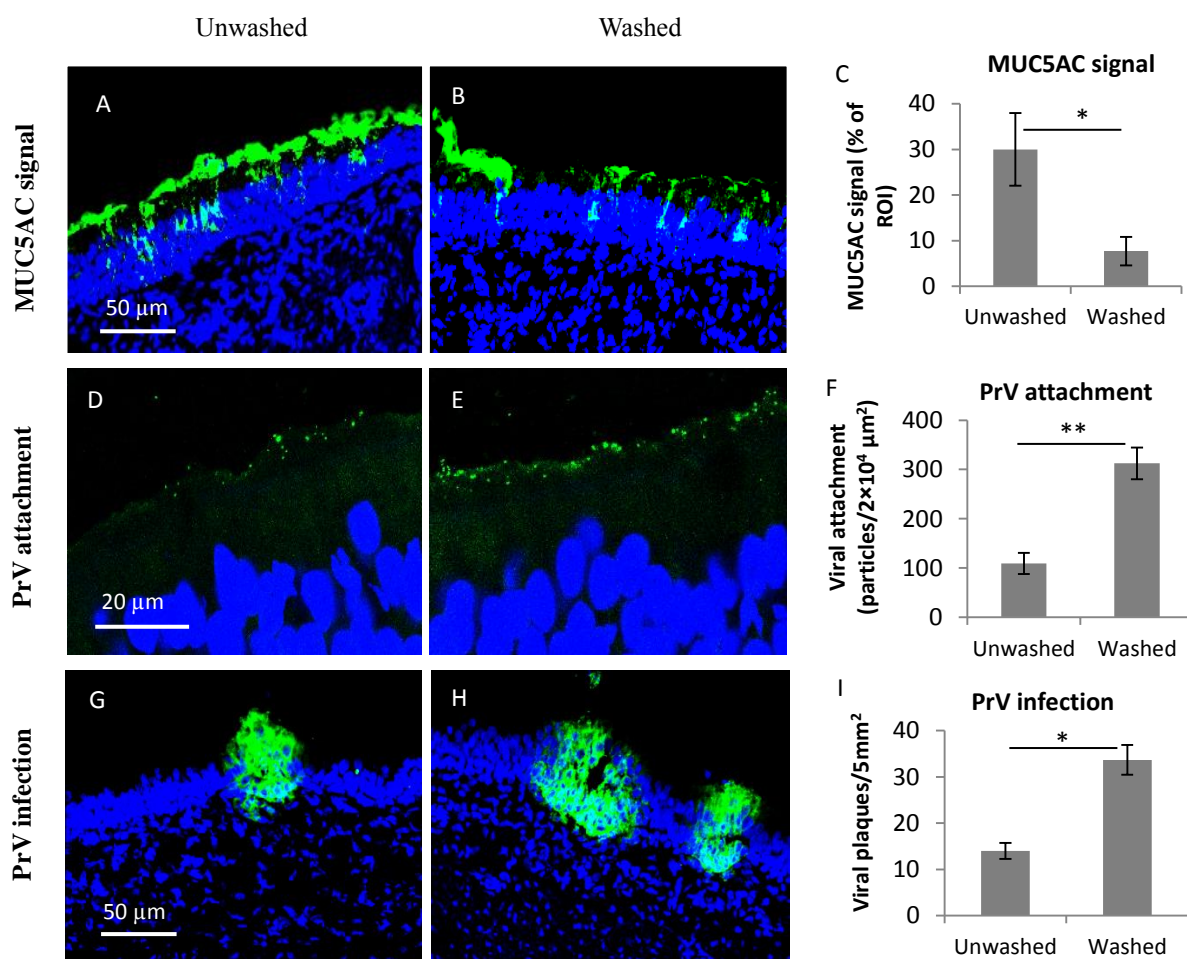 Unwashed
Washed
MUC5AC signal
A
50 μm
B
C
MUC5AC signal
MUC5AC signal (% of
ROI)
40
30
20
10
0
*
Unwashed Washed
PrV attachment
D
20 μm
E
F
PrV attachment
Viral attachment
(particles/2×10⁴ μm²)
400
300
200
100
0
**
Unwashed Washed
PrV infection
G
50 μm
H
I
PrV infection
Viral plaques/5mm²
40
30
20
10
0
*
Unwashed Washed